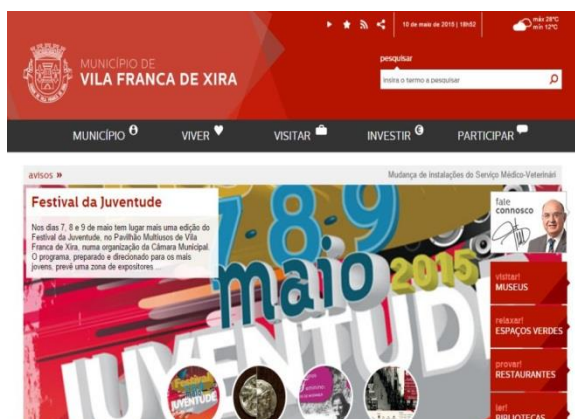 10 de maio de 2015 | 18h52
máx 28ºC
mín 12ºC
MUNICÍPIO DE
VILA FRANCA DE XIRA
pesquisar
Insira o termo a pesquisar
MUNICÍPIO
VIVER
VISITAR
INVESTIR
PARTICIPAR
avisos »
Mudança de instalações do Serviço Médico-Veterinári
Festival da Juventude
Nos dias 7, 8 e 9 de maio tem lugar mais uma edição do
Festival da Juventude, no Pavilhão Multiusos de Vila
Franca de Xira, numa organização da Câmara Municipal.
O programa, preparado e direcionado para os mais
jovens, prevê uma zona de expositores ...
7·8·9
maio 2015
JUVENTUDE
fale
connosco
visitar!
MUSEUS
relaxar!
ESPAÇOS VERDES
provar!
RESTAURANTES
ler!
BIBLIOTECAS
Festival
JUVENTUDE